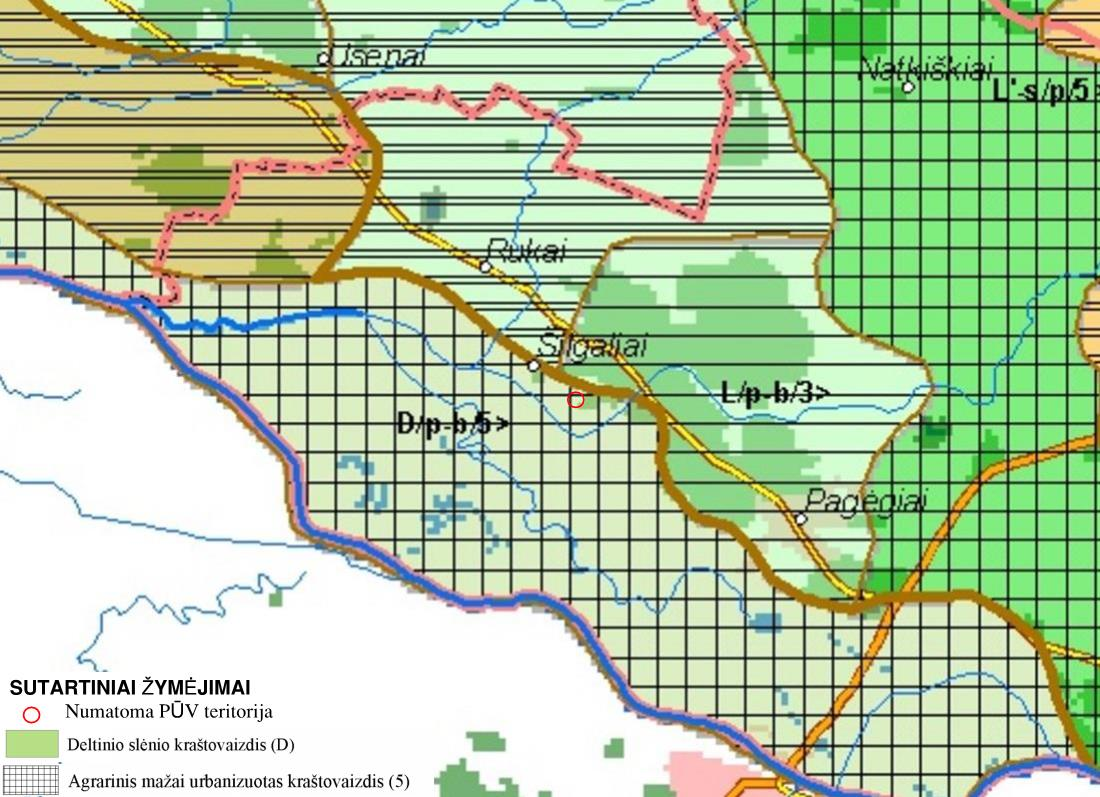 Usenai
Natkiškiai
L'-s/p/5>
Rukai
Šilgaliai
L/p-b/3>
D/p-b/5>
Pagėgiai
SUTARTINIAI ŽYMĖJIMAI
Numatoma PŪV teritorija
Deltinio slėnio kraštovaizdis (D)
Agrarinis mažai urbanizuotas kraštovaizdis (5)